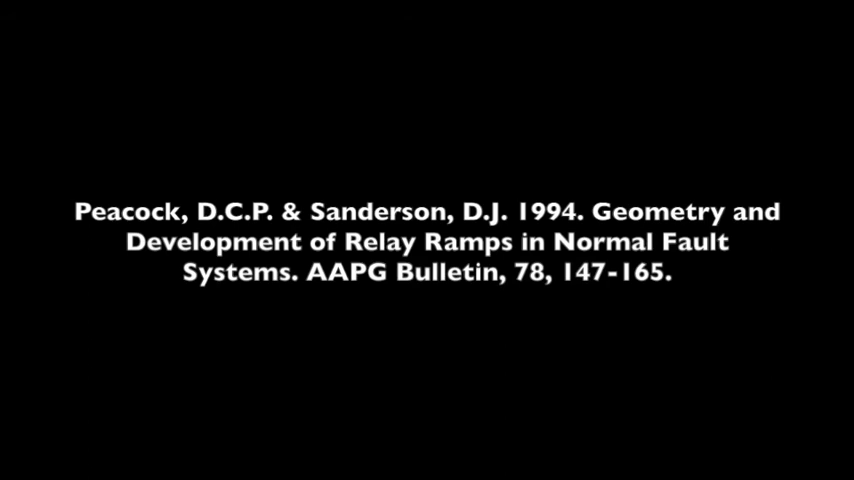 Peacock, D.C.P. & Sanderson, D.J. 1994. Geometry and
Development of Relay Ramps in Normal Fault
Systems. AAPG Bulletin, 78, 147-165.